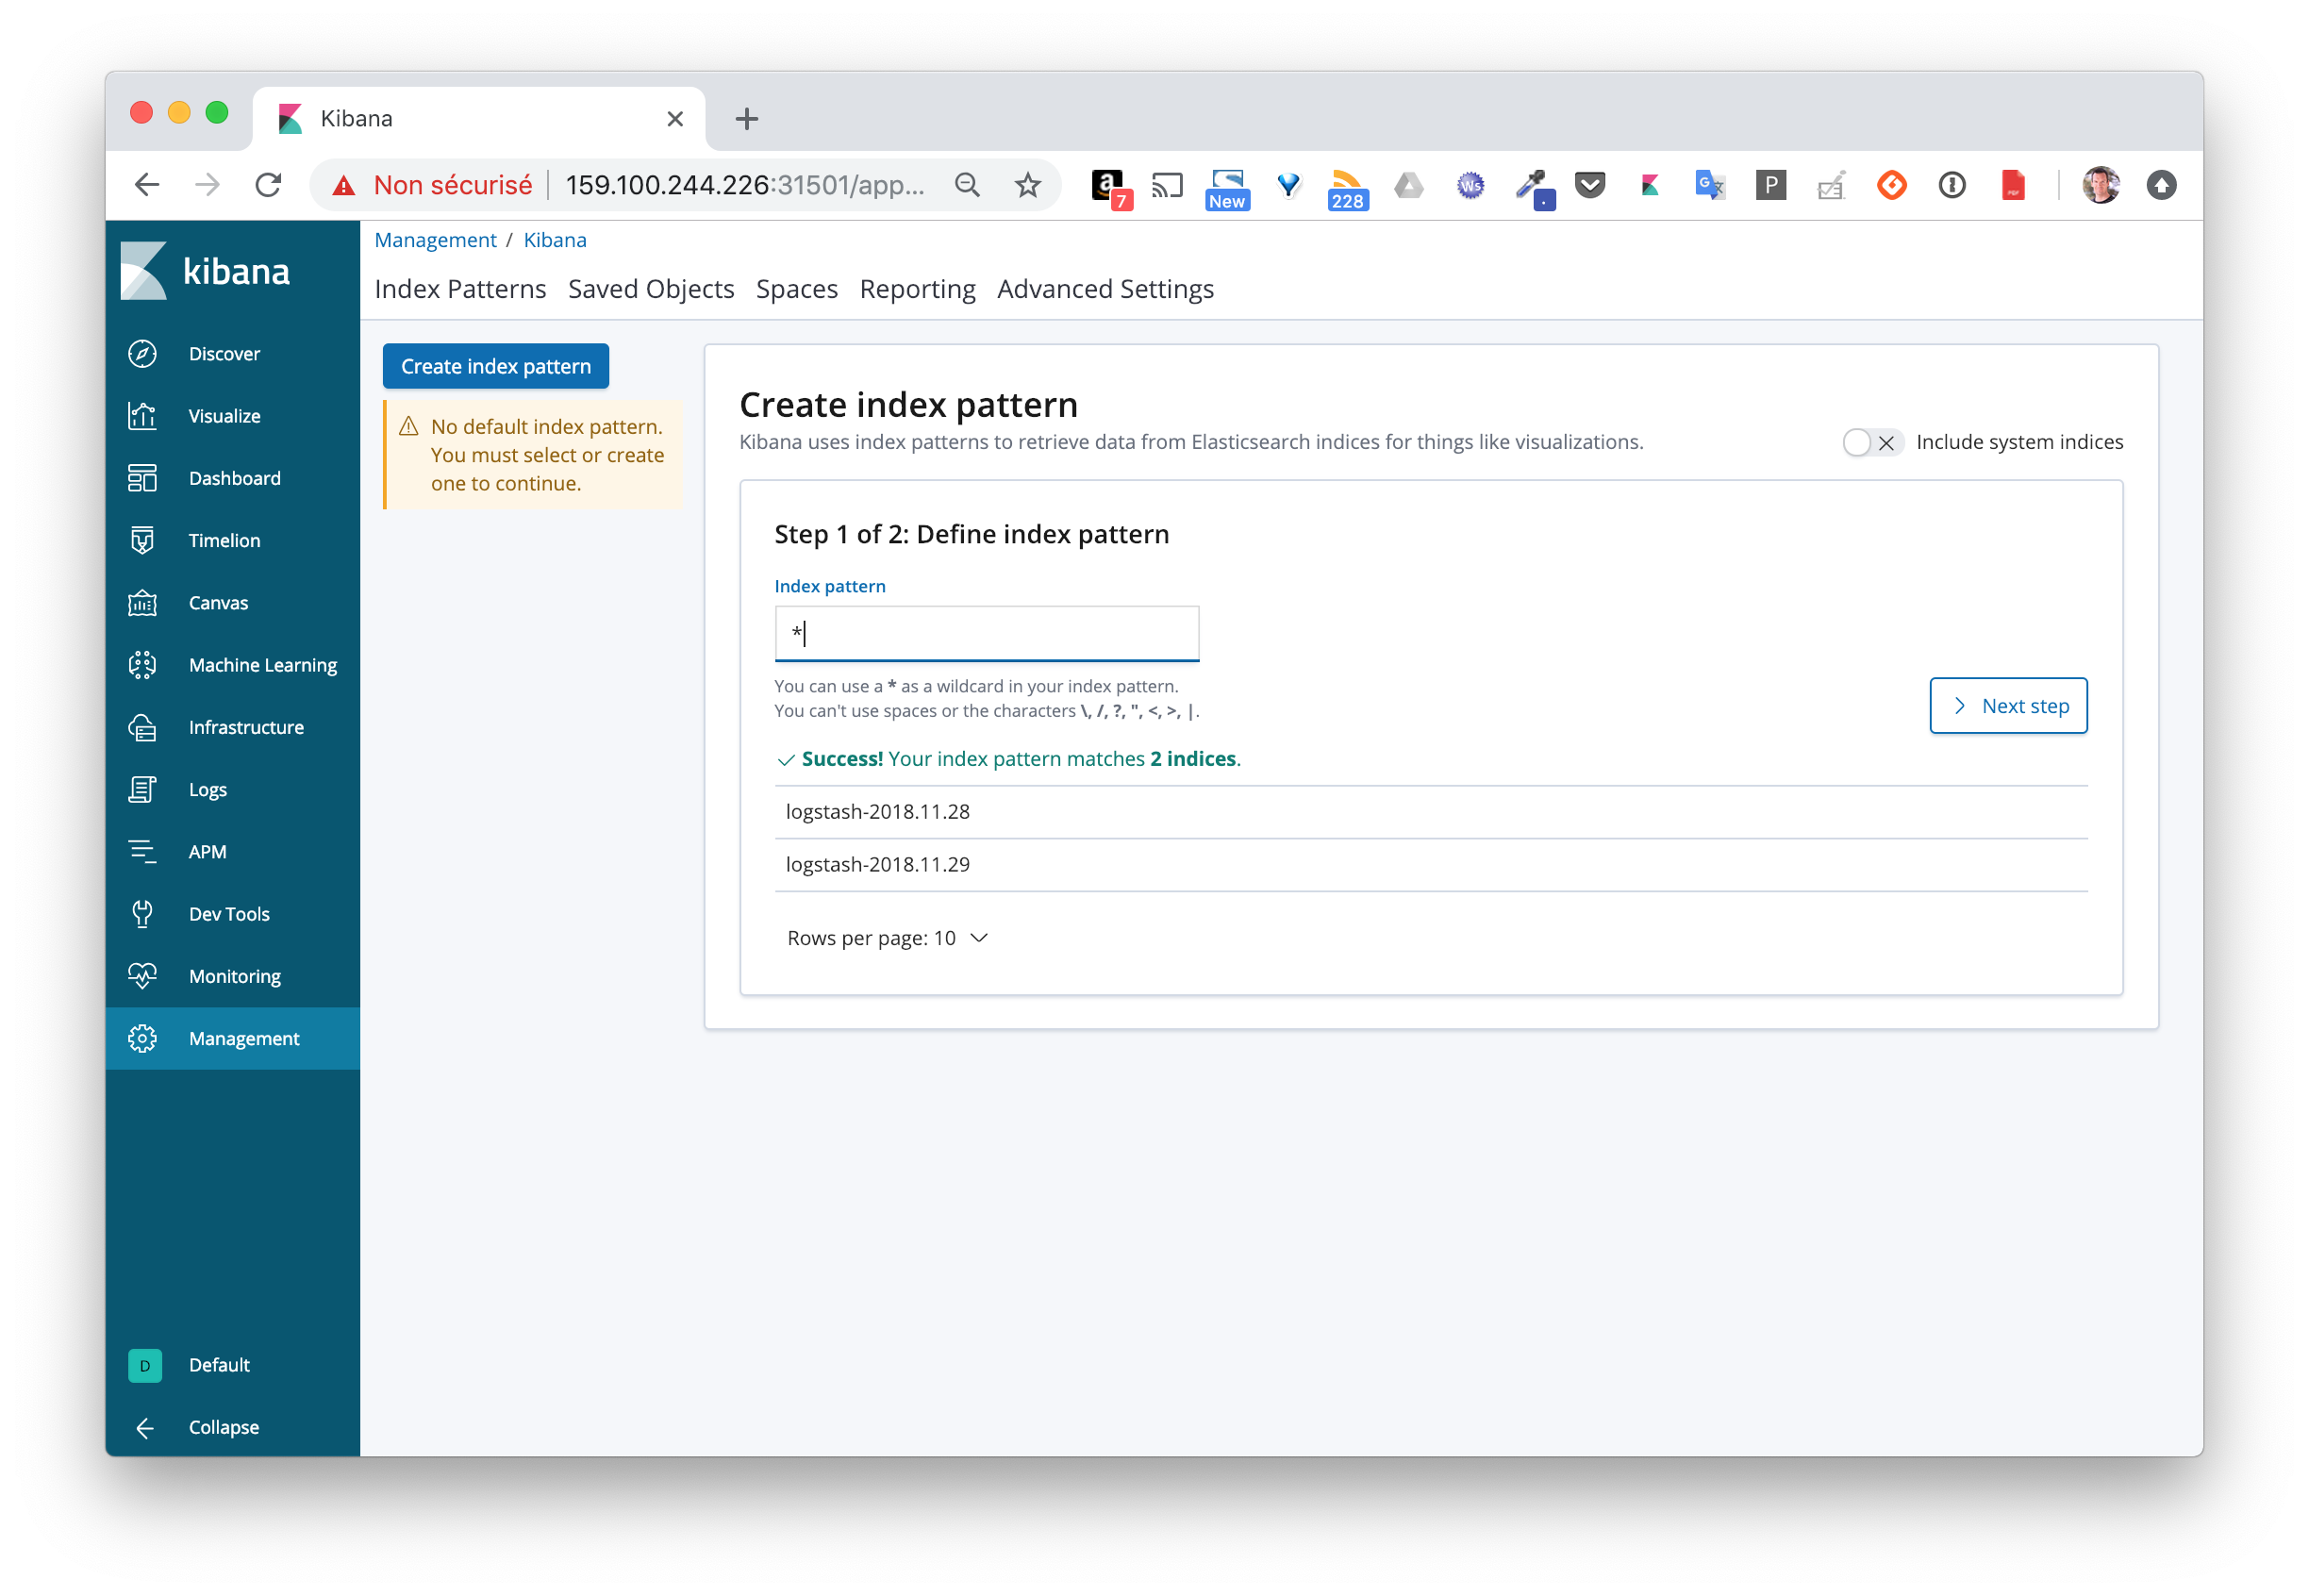 Kibana
Non sécurisé 159.100.244.226:31501/app...
a 7 New 228 Ws . G P PDF
kibana
Management / Kibana
Index Patterns Saved Objects Spaces Reporting Advanced Settings
Discover
Visualize
Dashboard
Timelion
Canvas
Machine Learning
Infrastructure
Logs
APM
Dev Tools
Monitoring
Management
D Default
Collapse
Create index pattern
No default index pattern.
You must select or create
one to continue.
Create index pattern
Kibana uses index patterns to retrieve data from Elasticsearch indices for things like visualizations.
Include system indices
Step 1 of 2: Define index pattern
Index pattern
*
You can use a * as a wildcard in your index pattern.
You can't use spaces or the characters \, /, ?, ", <, >, |.
Next step
Success! Your index pattern matches 2 indices.
logstash-2018.11.28
logstash-2018.11.29
Rows per page: 10